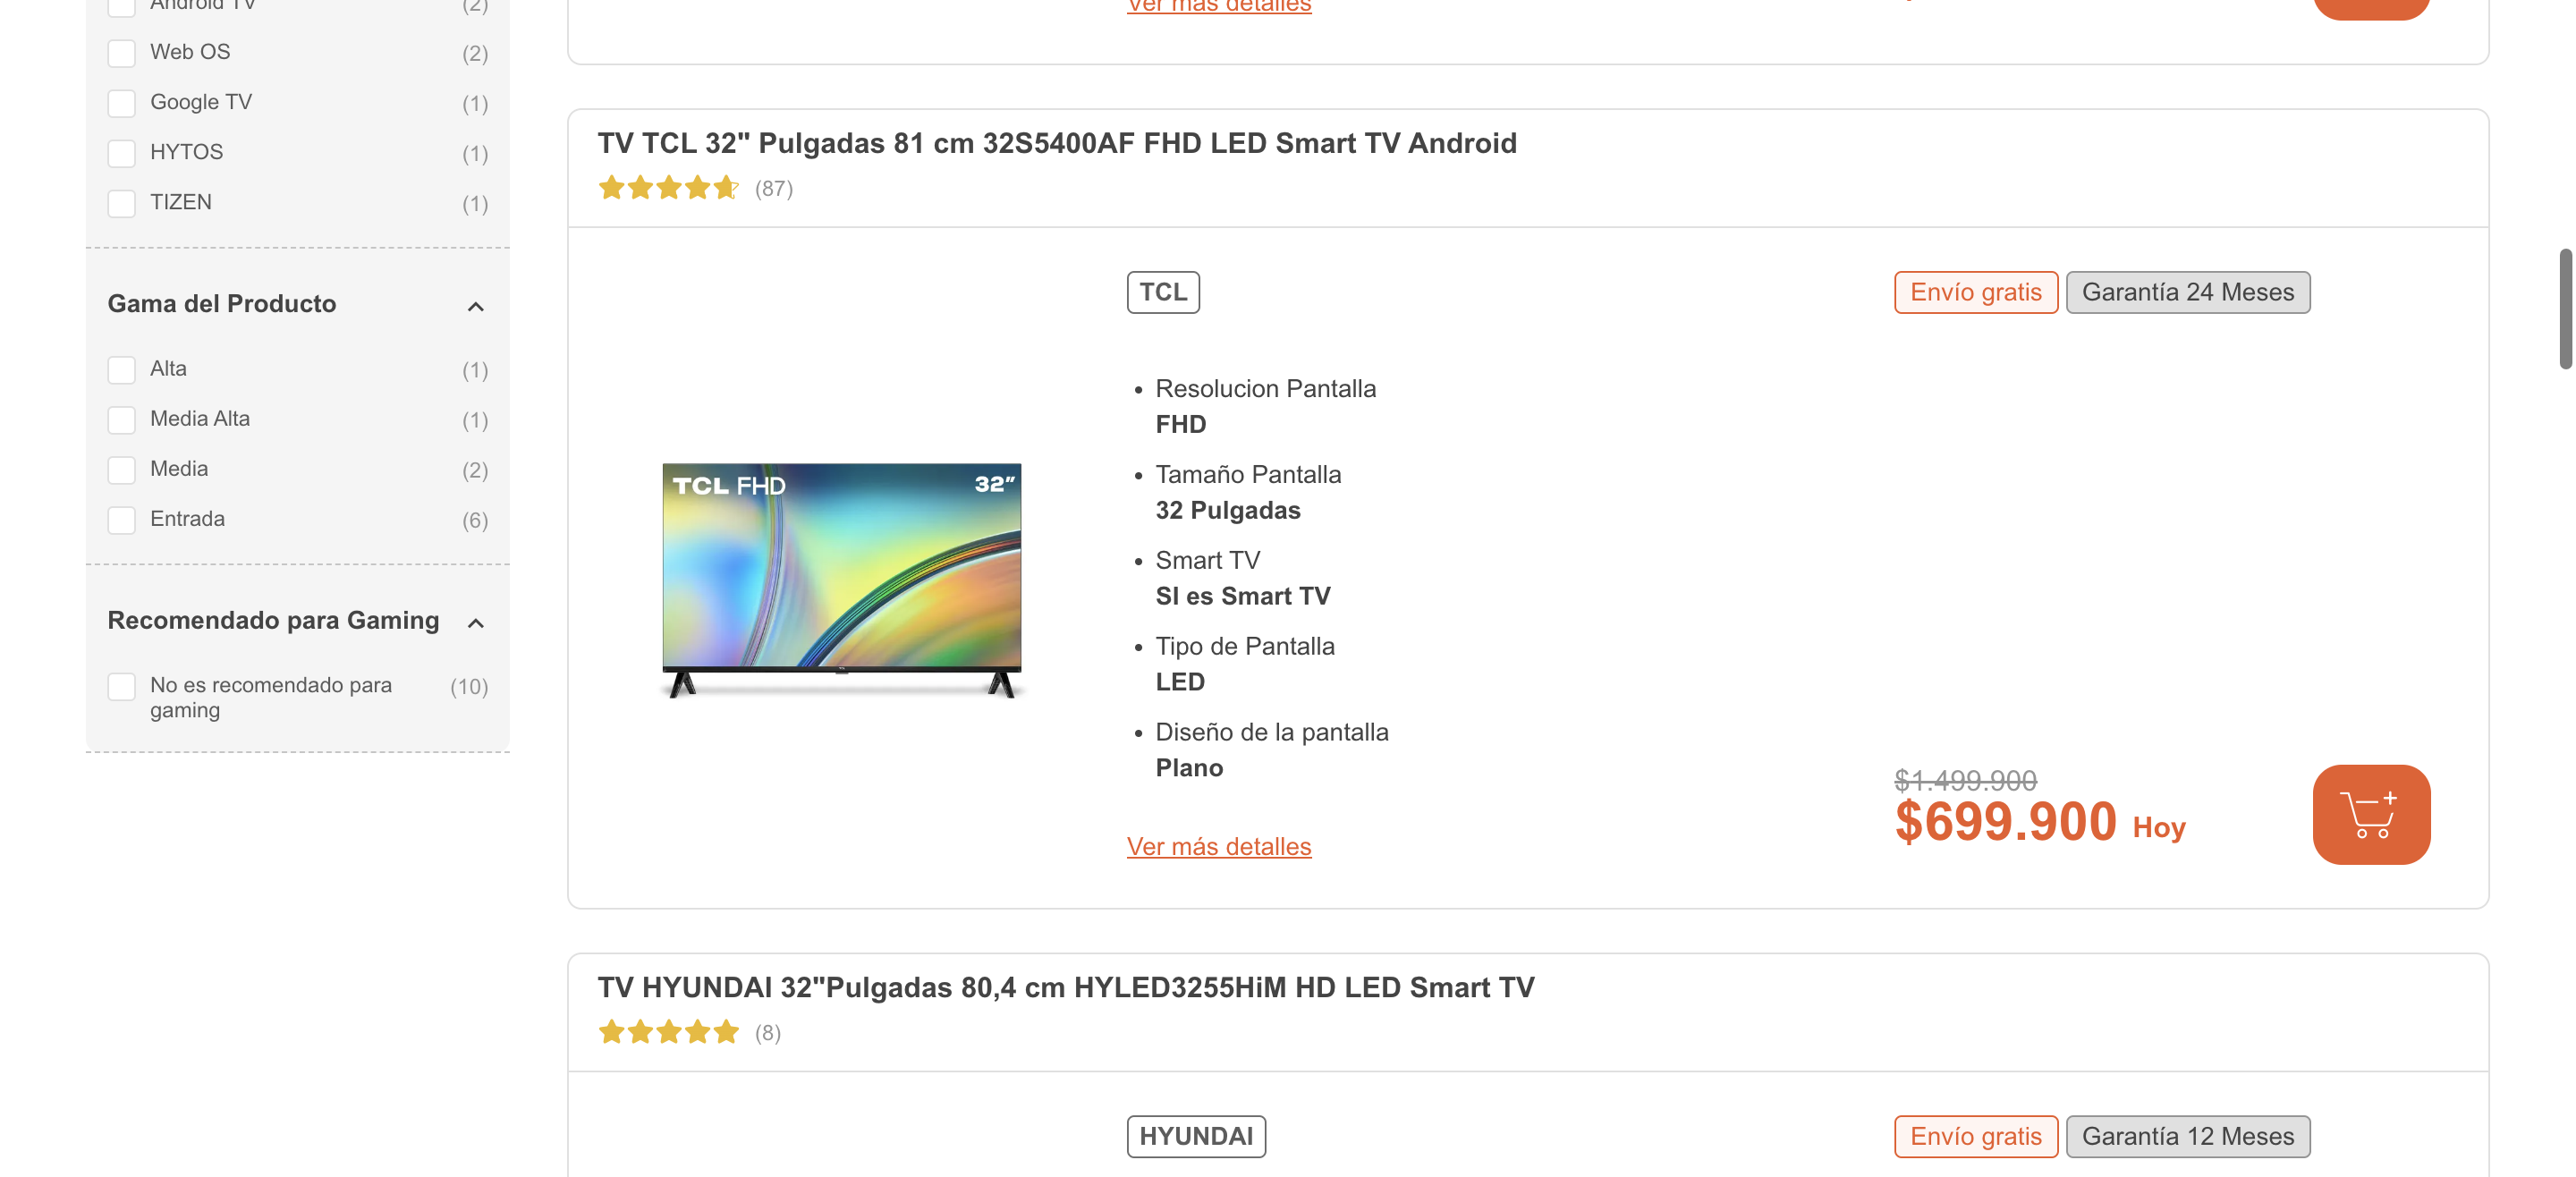 Android TV (2)
Web OS (2)
Google TV (1)
HYTOS (1)
TIZEN (1)
Gama del Producto
Alta (1)
Media Alta (1)
Media (2)
Entrada (6)
Recomendado para Gaming
No es recomendado para (10)
gaming
Ver más detalles
TV TCL 32" Pulgadas 81 cm 32S5400AF FHD LED Smart TV Android
(87)
TCL
Envío gratis
Garantía 24 Meses
TCL FHD
32”
Resolucion Pantalla
FHD
Tamaño Pantalla
32 Pulgadas
Smart TV
SI es Smart TV
Tipo de Pantalla
LED
Diseño de la pantalla
Plano
Ver más detalles
$1.499.900
$699.900 Hoy
TV HYUNDAI 32"Pulgadas 80,4 cm HYLED3255HiM HD LED Smart TV
(8)
HYUNDAI
Envío gratis
Garantía 12 Meses